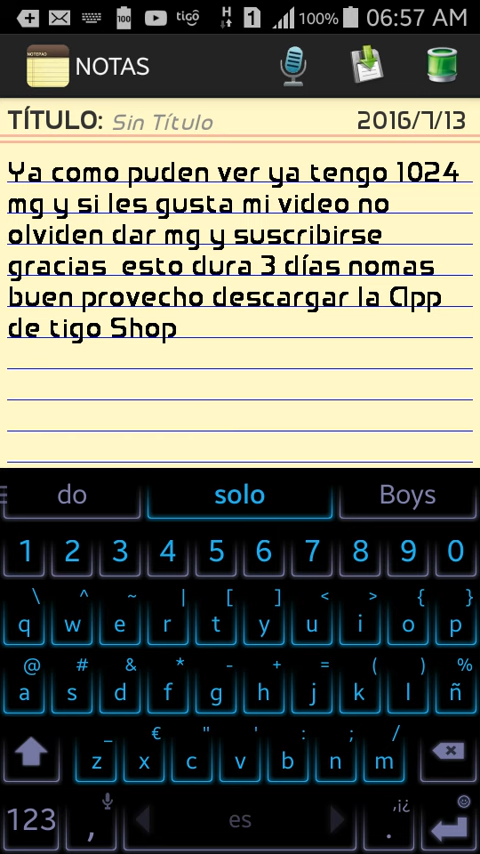 100 tigo H 1 100% 06:57 AM
NOTEPAD NOTAS
TÍTULO: Sin Título 2016/7/13
Ya como puden ver ya tengo 1024
mg y si les gusta mi video no
olviden dar mg y suscribirse
gracias esto dura 3 días nomas
buen provecho descargar la App
de tigo Shop
do solo Boys
1 2 3 4 5 6 7 8 9 0
\ ^ ~ | [ ] < > { }
q w e r t y u i o p
@ # & * - + = ( ) %
a s d f g h j k l ñ
_ € " ' : ; /
z x c v b n m
,!¿
123 , es .